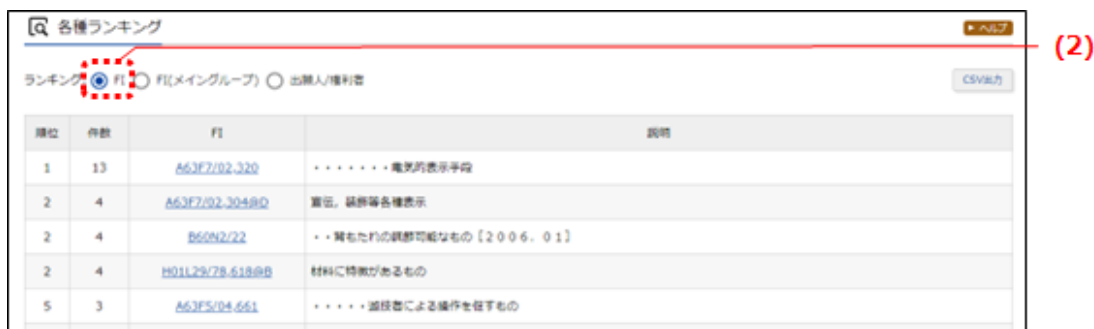 各種ランキング
ヘルプ
(2)
ランキング FI FI(メイングループ) 出願人/権利者
CSV出力
順位 件数 FI 説明
1 13 A63F7/02,320 ・・・・・・・電気的表示手段
2 4 A63F7/02,304@D 宣伝，装飾等各種表示
2 4 B60N2/22 ・・背もたれの調節可能なもの［２００６．０１］
2 4 H01L29/78,618@B 材料に特徴があるもの
5 3 A63F5/04,661 ・・・・・遊技者による操作を促すもの